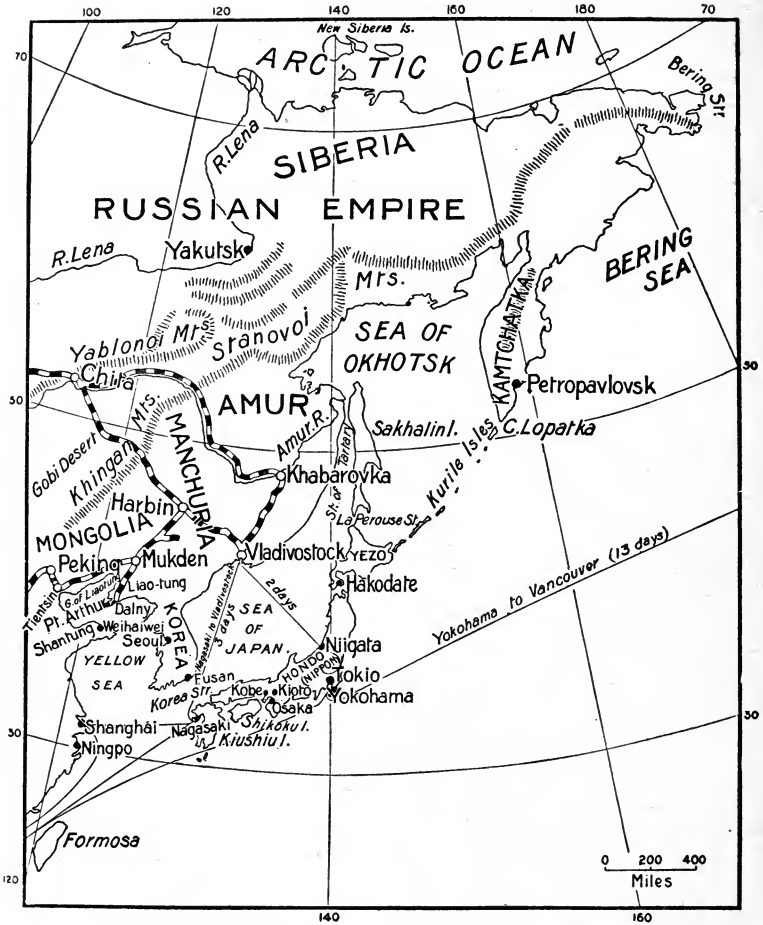 100
120
140
160
70
New Siberia Is.
70
ARCTIC OCEAN
Bering Str.
R. Lena
SIBERIA
RUSSIAN EMPIRE
R. Lena
Yakutsk
BERING
SEA
Mts.
Yablonoi Mts.
Stanovoi
SEA OF
OKHOTSK
KAMTCHATKA
Chita
50
Petropavlovsk
50
AMUR
Mts.
Amur R.
Sakhalin I.
C. Lopatka
Gobi Desert
Khingan
MANCHURIA
St. of Tartary
Kurile Isles
Khabarovka
Harbin
La Perouse St.
MONGOLIA
Vladivostock
YEZO
Peking
Mukden
Yokohama to Vancouver (13 days)
G. of Liaotung
Liao-tung
2 days
Hakodate
Tientsin
Pt. Arthur
Dalny
Nagasaki to Vladivostock
3 days
Shantung
Weihaiwei
KOREA
SEA
OF
JAPAN.
Seoul
Niigata
YELLOW
SEA
HONDO
(NIPPON)
Fusan
Tokio
Korea
Str.
Kobe
Kioto
Yokohama
Osaka
Shanghái
Nagasaki
Shikoku I.
30
30
Ningpo
Kiushiu I.
Formosa
0 200 400
Miles
120
140
160